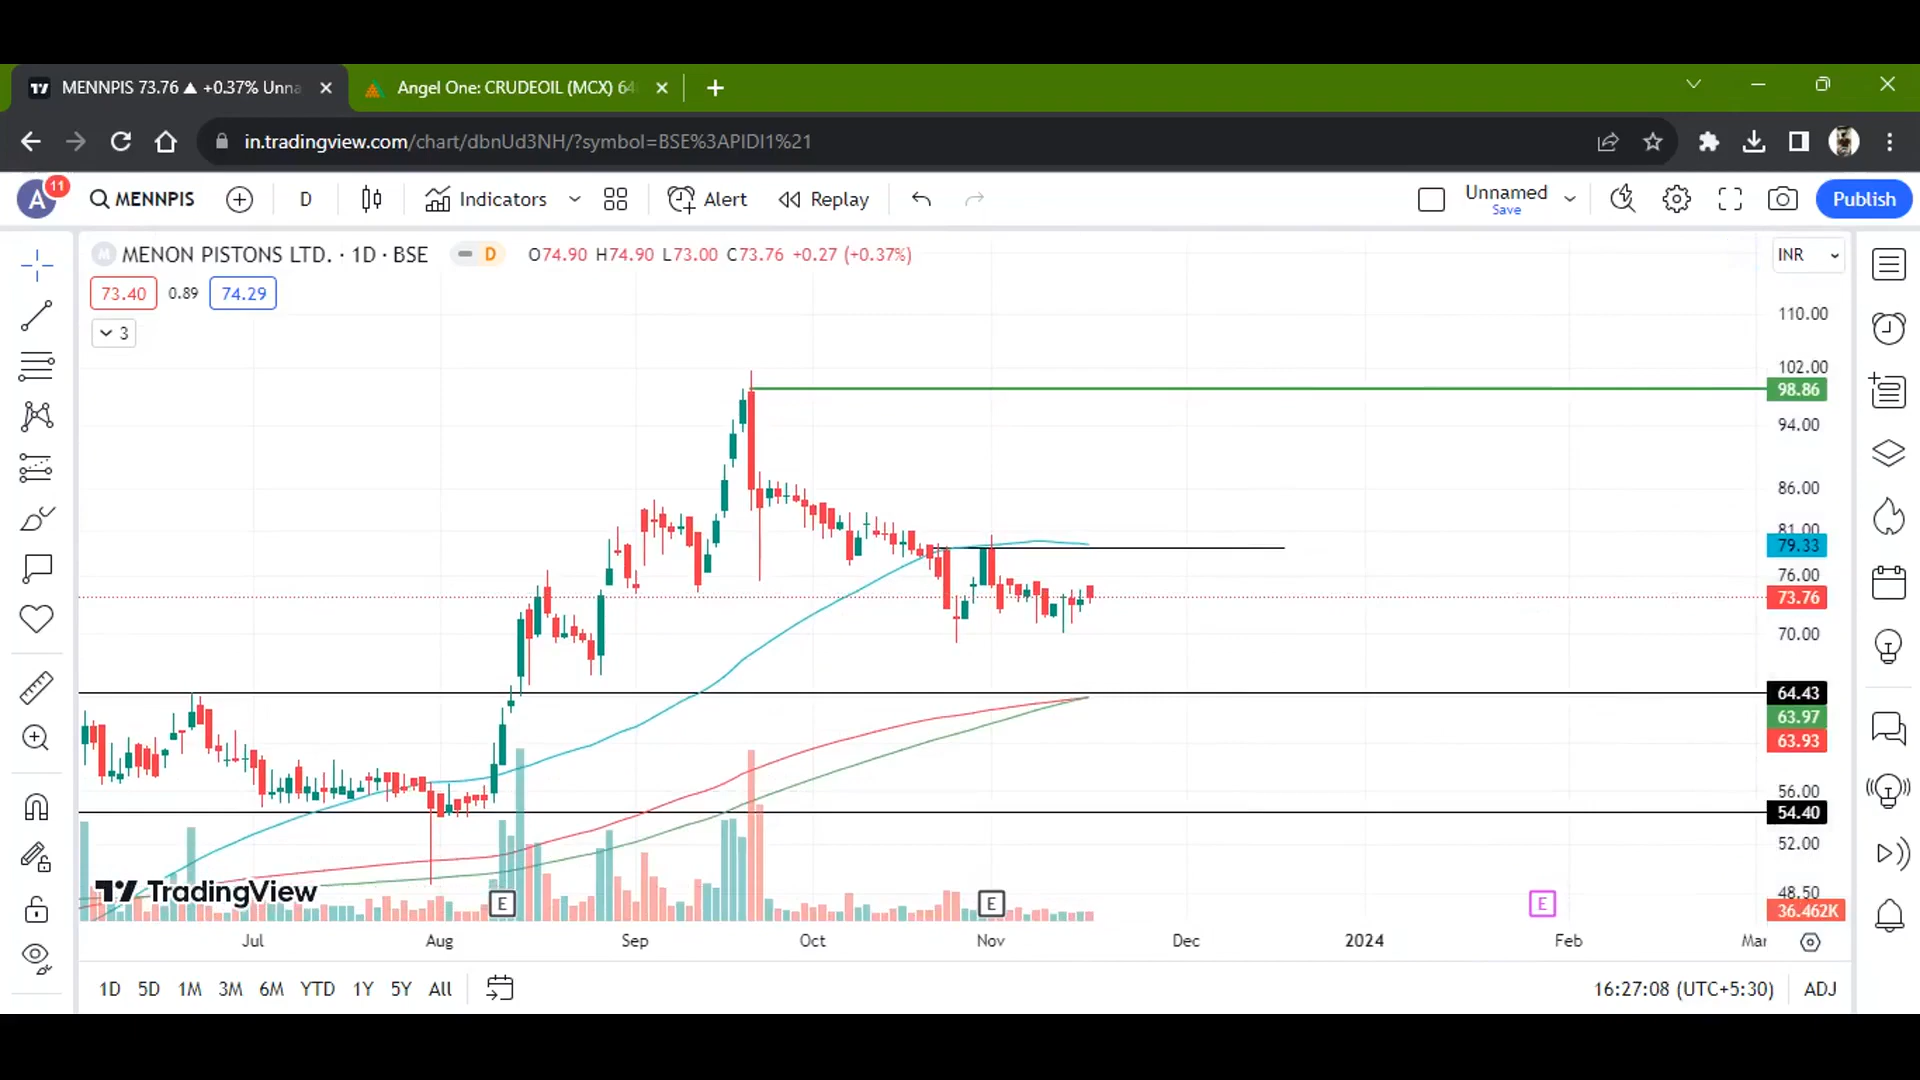 MENNPIS 73.76 ▲ +0.37% Unna
Angel One: CRUDEOIL (MCX) 64
in.tradingview.com/chart/dbnUd3NH/?symbol=BSE%3APIDI1%21
A
11
MENNPIS
D
Indicators
Alert
Replay
Unnamed
Save
Publish
M
MENON PISTONS LTD. · 1D · BSE
D
O74.90 H74.90 L73.00 C73.76 +0.27 (+0.37%)
INR
73.40
0.89
74.29
3
110.00
102.00
98.86
94.00
86.00
81.00
79.33
76.00
73.76
70.00
64.43
63.97
63.93
56.00
54.40
52.00
48.50
36.462K
TradingView
E
E
E
Jul
Aug
Sep
Oct
Nov
Dec
2024
Feb
Mar
1D
5D
1M
3M
6M
YTD
1Y
5Y
All
16:27:08 (UTC+5:30)
ADJ